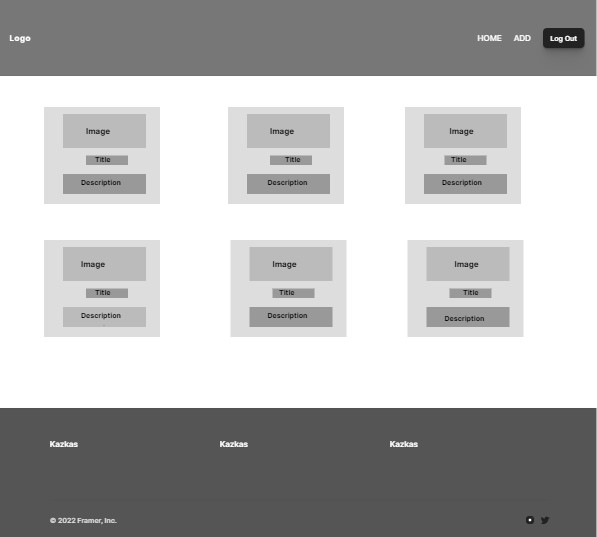 Logo HOME ADD Log Out
Image Image Image
Title Title Title
Description Description Description
Image Image Image
Title Title Title
Description Description Description
Kazkas Kazkas Kazkas
© 2022 Framer, Inc.